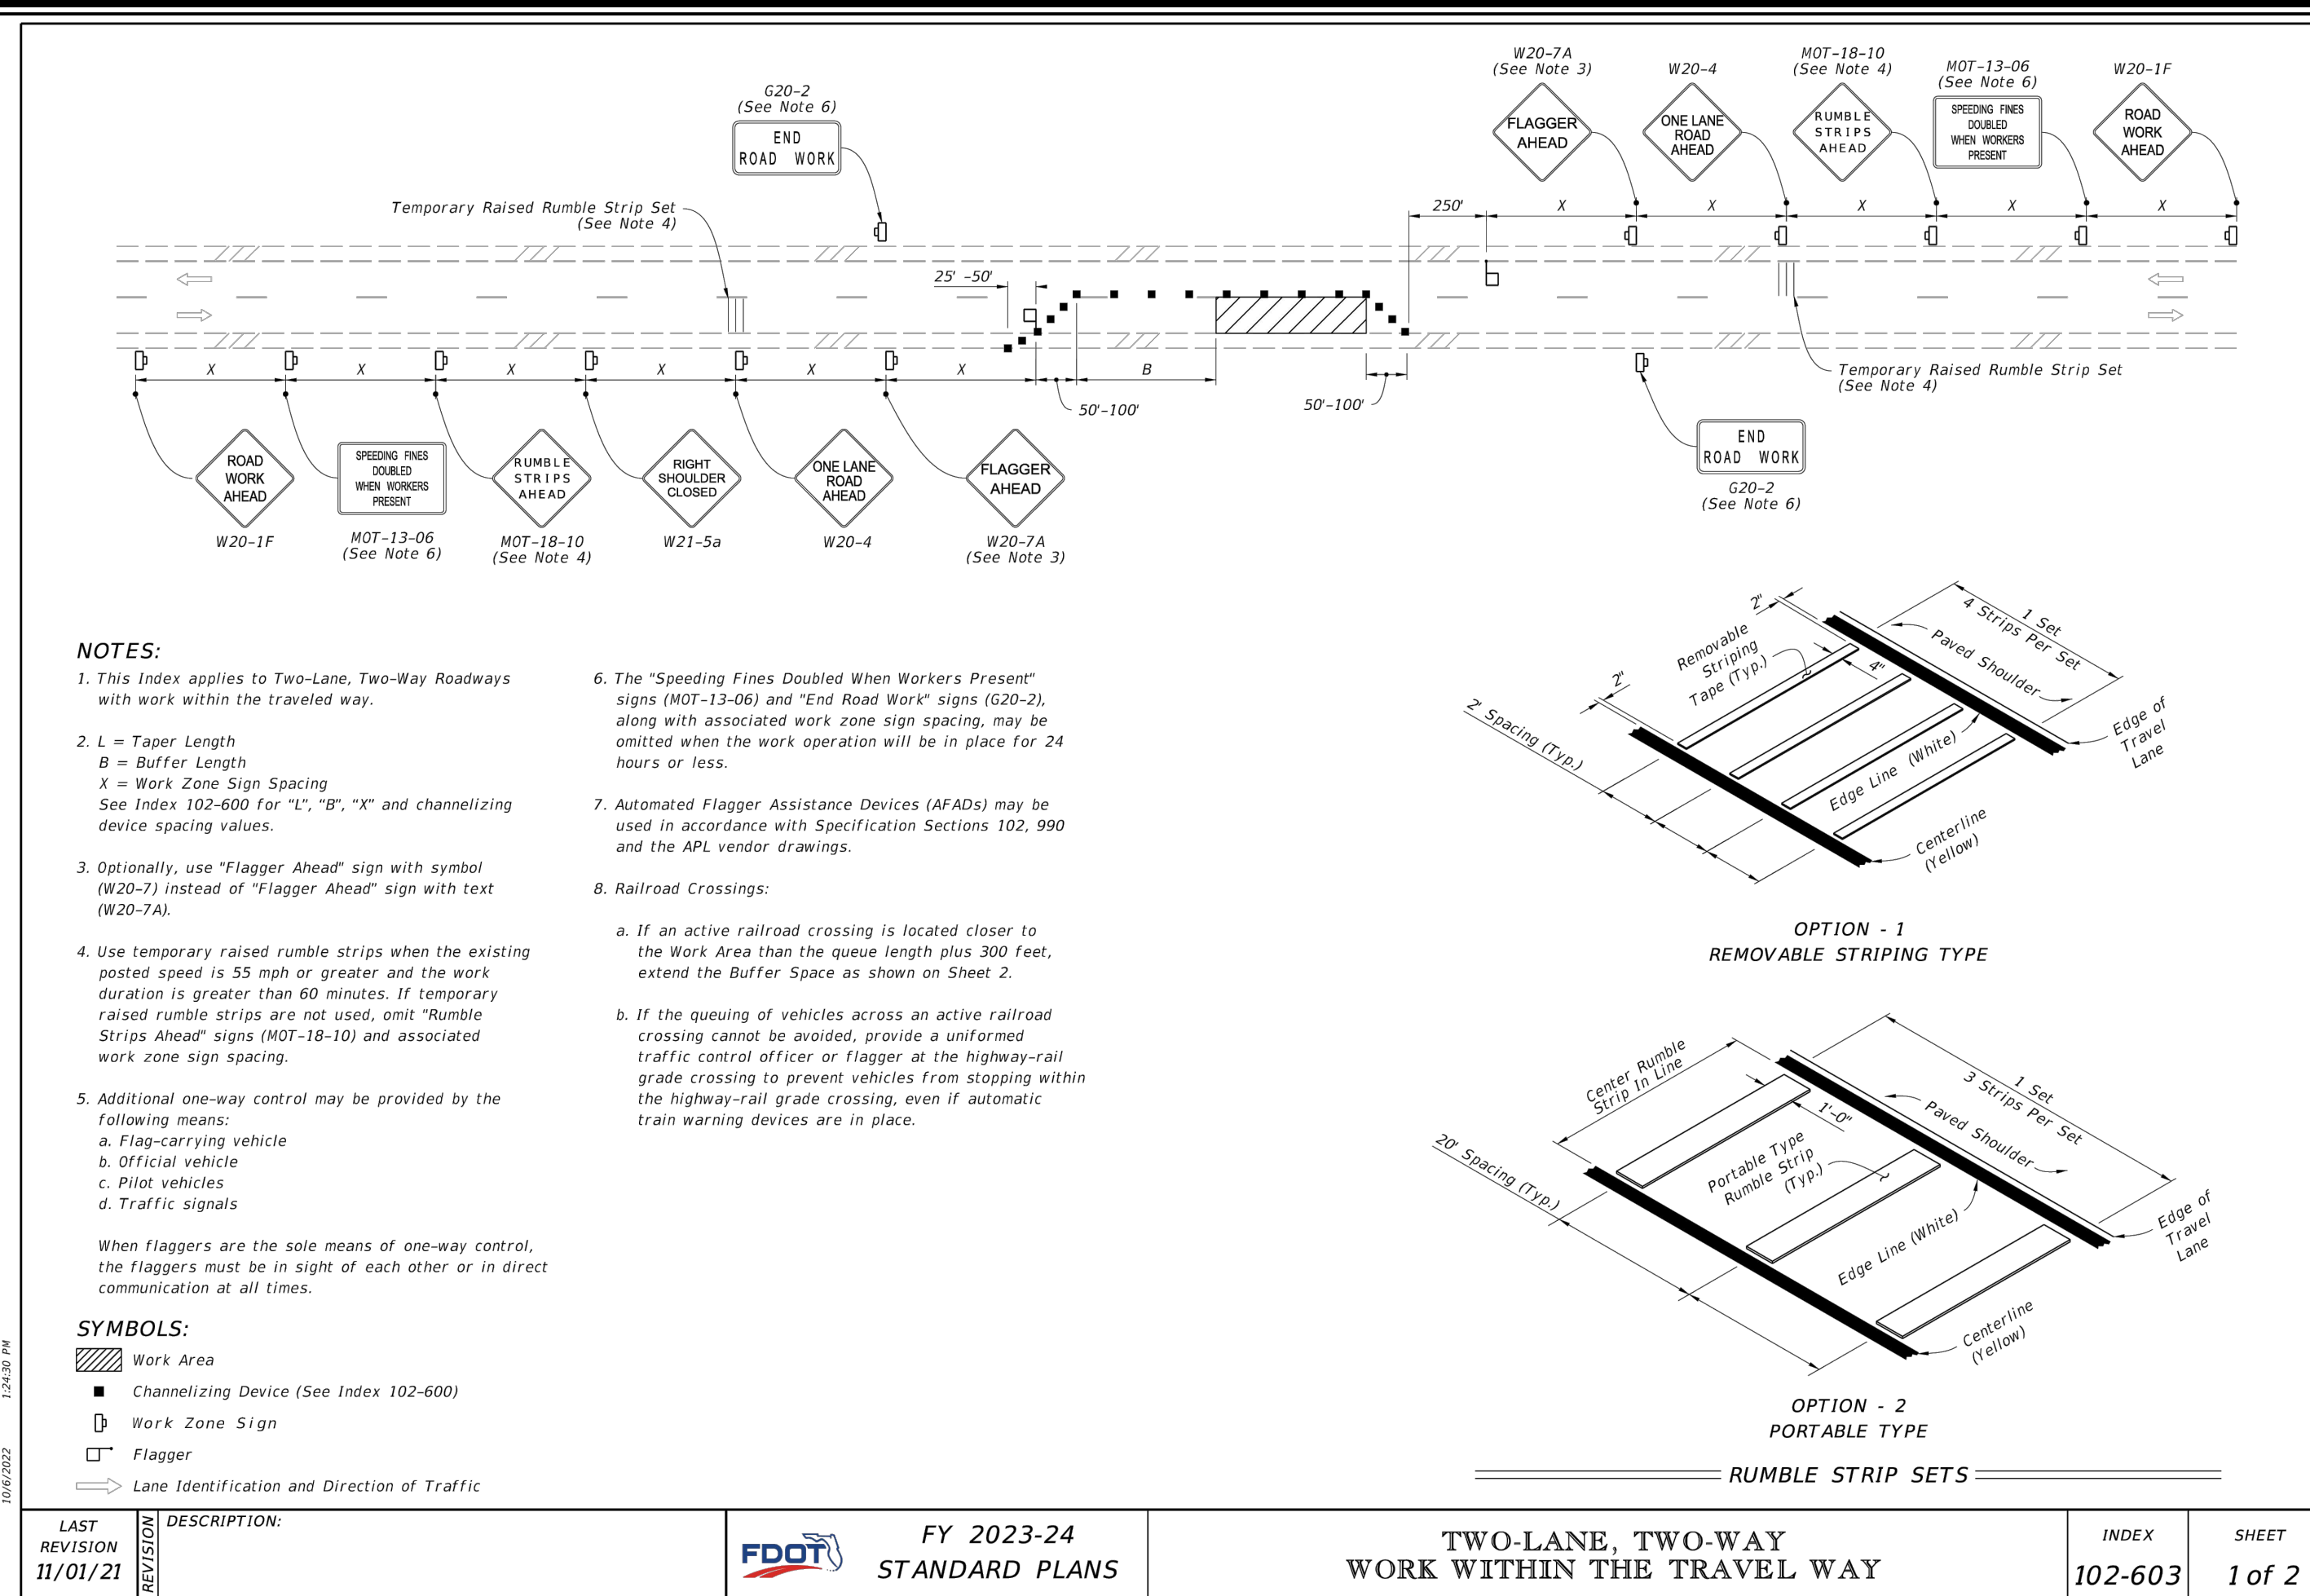 W20-7A
(See Note 3)
W20-4
MOT-18-10
(See Note 4)
MOT-13-06
(See Note 6)
W20-1F
G20-2
(See Note 6)
END
ROAD WORK
FLAGGER
AHEAD
ONE LANE
ROAD
AHEAD
RUMBLE
STRIPS
AHEAD
SPEEDING FINES
DOUBLED
WHEN WORKERS
PRESENT
ROAD
WORK
AHEAD
Temporary Raised Rumble Strip Set
(See Note 4)
250'
X
X
X
X
X
25' -50'
X
X
X
X
X
X
B
50'-100'
50'-100'
Temporary Raised Rumble Strip Set
(See Note 4)
END
ROAD WORK
G20-2
(See Note 6)
ROAD
WORK
AHEAD
W20-1F
SPEEDING FINES
DOUBLED
WHEN WORKERS
PRESENT
MOT-13-06
(See Note 6)
RUMBLE
STRIPS
AHEAD
MOT-18-10
(See Note 4)
RIGHT
SHOULDER
CLOSED
W21-5a
ONE LANE
ROAD
AHEAD
W20-4
FLAGGER
AHEAD
W20-7A
(See Note 3)
NOTES:
1. This Index applies to Two-Lane, Two-Way Roadways
with work within the traveled way.
2. L = Taper Length
B = Buffer Length
X = Work Zone Sign Spacing
See Index 102-600 for "L", "B", "X" and channelizing
device spacing values.
3. Optionally, use "Flagger Ahead" sign with symbol
(W20-7) instead of "Flagger Ahead" sign with text
(W20-7A).
4. Use temporary raised rumble strips when the existing
posted speed is 55 mph or greater and the work
duration is greater than 60 minutes. If temporary
raised rumble strips are not used, omit "Rumble
Strips Ahead" signs (MOT-18-10) and associated
work zone sign spacing.
5. Additional one-way control may be provided by the
following means:
a. Flag-carrying vehicle
b. Official vehicle
c. Pilot vehicles
d. Traffic signals
When flaggers are the sole means of one-way control,
the flaggers must be in sight of each other or in direct
communication at all times.
6. The "Speeding Fines Doubled When Workers Present"
signs (MOT-13-06) and "End Road Work" signs (G20-2),
along with associated work zone sign spacing, may be
omitted when the work operation will be in place for 24
hours or less.
7. Automated Flagger Assistance Devices (AFADs) may be
used in accordance with Specification Sections 102, 990
and the APL vendor drawings.
8. Railroad Crossings:
a. If an active railroad crossing is located closer to
the Work Area than the queue length plus 300 feet,
extend the Buffer Space as shown on Sheet 2.
b. If the queuing of vehicles across an active railroad
crossing cannot be avoided, provide a uniformed
traffic control officer or flagger at the highway-rail
grade crossing to prevent vehicles from stopping within
the highway-rail grade crossing, even if automatic
train warning devices are in place.
SYMBOLS:
Work Area
Channelizing Device (See Index 102-600)
Work Zone Sign
Flagger
Lane Identification and Direction of Traffic
2"
2"
Removable
Striping
Tape (Typ.)
4"
1 Set
4 Strips Per Set
Paved Shoulder
Edge of
Travel
Lane
2' Spacing (Typ.)
Edge Line (White)
Centerline
(Yellow)
OPTION - 1
REMOVABLE STRIPING TYPE
Center Rumble
Strip In Line
1'-0"
1 Set
3 Strips Per Set
Paved Shoulder
Portable Type
Rumble Strip
(Typ.)
20' Spacing (Typ.)
Edge Line (White)
Edge of
Travel
Lane
Centerline
(Yellow)
OPTION - 2
PORTABLE TYPE
RUMBLE STRIP SETS
10/6/2022 1:24:30 PM
LAST
REVISION
11/01/21
REVISION
DESCRIPTION:
FDOT
FY 2023-24
STANDARD PLANS
TWO-LANE, TWO-WAY
WORK WITHIN THE TRAVEL WAY
INDEX
102-603
SHEET
1 of 2